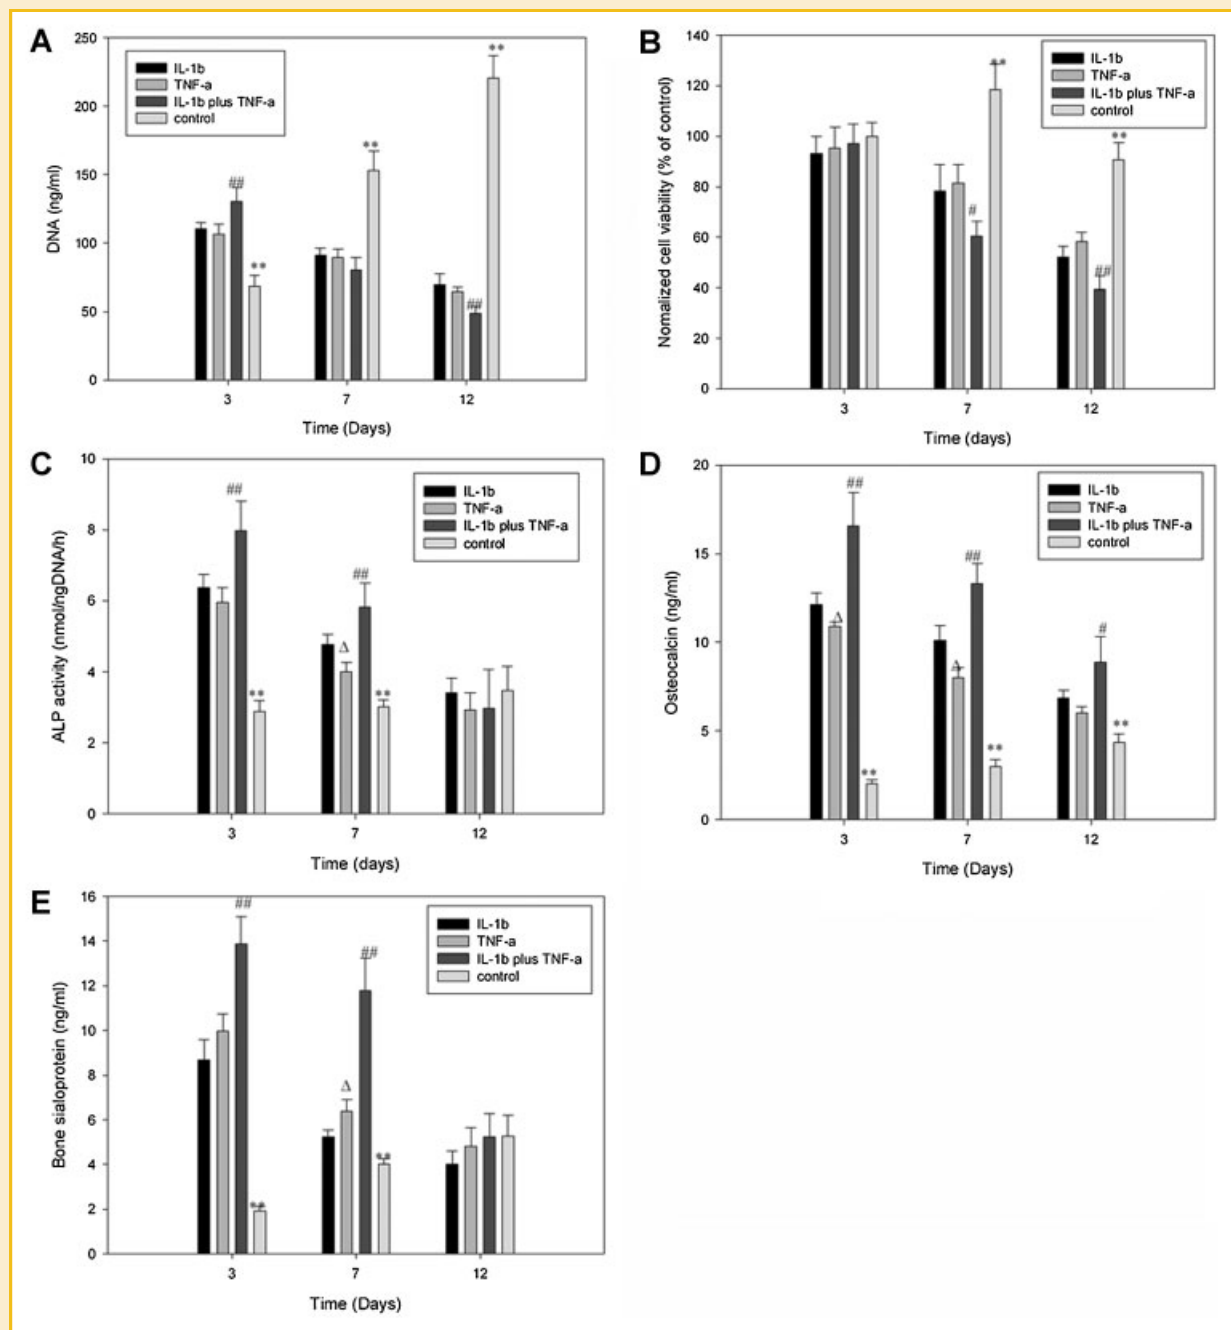 A
DNA (ng/ml)
250
200
150
100
50
0
IL-1b
TNF-a
IL-1b plus TNF-a
control
##
**
**
##
**
3
7
12
Time (Days)
B
Nomalized cell viability (% of control)
140
120
100
80
60
40
20
0
IL-1b
TNF-a
IL-1b plus TNF-a
control
#
**
##
**
3
7
12
Time (days)
C
ALP activity (nmol/ngDNA/h)
10
8
6
4
2
0
IL-1b
TNF-a
IL-1b plus TNF-a
control
##
**
Δ
##
**
3
7
12
Time (days)
D
Osteocalcin (ng/ml)
20
15
10
5
0
IL-1b
TNF-a
IL-1b plus TNF-a
control
Δ
##
**
Δ
##
**
#
**
3
7
12
Time (Days)
E
Bone sialoprotein (ng/ml)
16
14
12
10
8
6
4
2
0
IL-1b
TNF-a
IL-1b plus TNF-a
control
##
**
Δ
##
**
3
7
12
Time (Days)